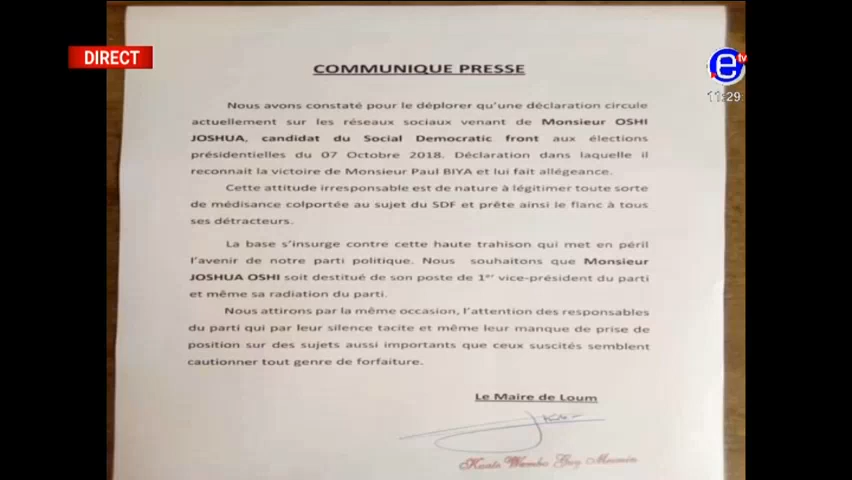 DIRECT
e tv
11:29
COMMUNIQUE PRESSE
Nous avons constaté pour le déplorer qu'une déclaration circule
actuellement sur les réseaux sociaux venant de Monsieur OSHI
JOSHUA, candidat du Social Democratic front aux élections
présidentielles du 07 Octobre 2018. Déclaration dans laquelle il
reconnait la victoire de Monsieur Paul BIYA et lui fait allégeance.
Cette attitude irresponsable est de nature à légitimer toute sorte
de médisance colportée au sujet du SDF et prête ainsi le flanc à tous
ses détracteurs.
La base s'insurge contre cette haute trahison qui met en péril
l'avenir de notre parti politique. Nous souhaitons que Monsieur
JOSHUA OSHI soit destitué de son poste de 1er vice-président du parti
et même sa radiation du parti.
Nous attirons par la même occasion, l'attention des responsables
du parti qui par leur silence tacite et même leur manque de prise de
position sur des sujets aussi importants que ceux suscités semblent
cautionner tout genre de forfaiture.
Le Maire de Loum
Wambo Guy